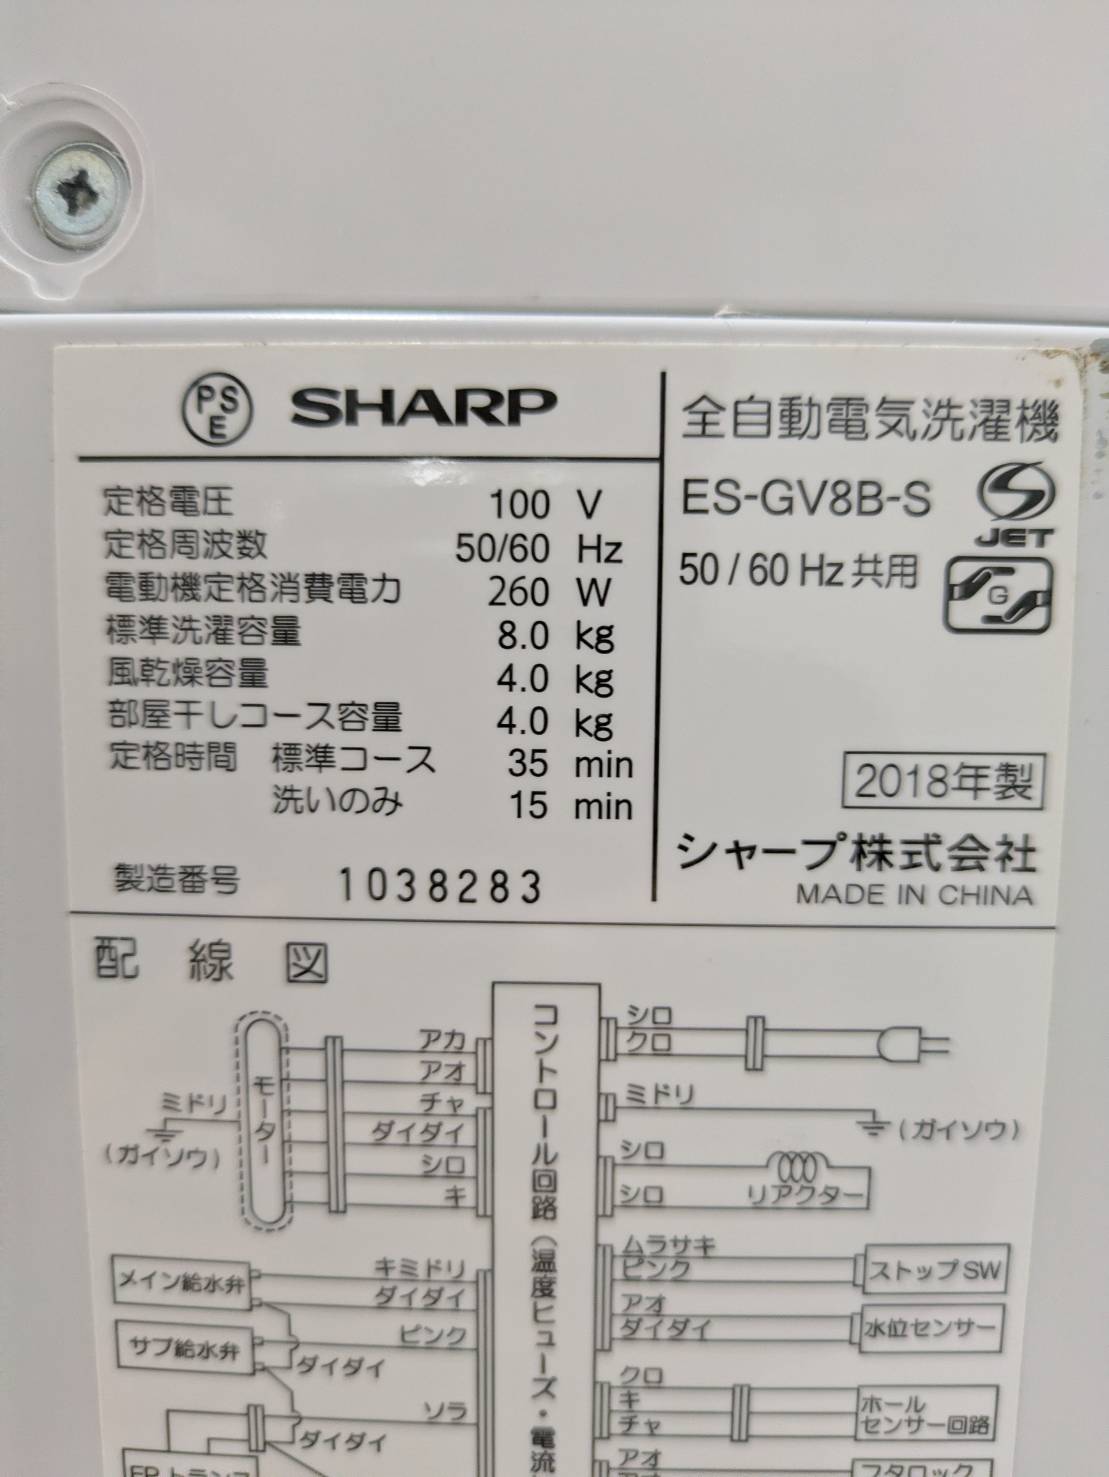 PSE SHARP
定格電圧 100 V
定格周波数 50/60 Hz
電動機定格消費電力 260 W
標準洗濯容量 8.0 kg
風乾燥容量 4.0 kg
部屋干しコース容量 4.0 kg
定格時間 標準コース 35 min
洗いのみ 15 min
製造番号 1038283
全自動電気洗濯機
ES-GV8B-S
JET
50/60 Hz 共用
G
2018年製
シャープ株式会社
MADE IN CHINA
配線図
モーター
ミドリ
(ガイソウ)
アカ
アオ
チャ
ダイダイ
シロ
キ
メイン給水弁
サブ給水弁
キミドリ
ダイダイ
ピンク
ダイダイ
ソラ
ダイダイ
コントロール回路(温度ヒューズ・電流
シロ
クロ
ミドリ
(ガイソウ)
シロ
シロ
リアクター
ムラサキ
ピンク
ストップSW
アオ
ダイダイ
水位センサー
クロ
キ
チャ
ホール
センサー回路
アオ
フタロック